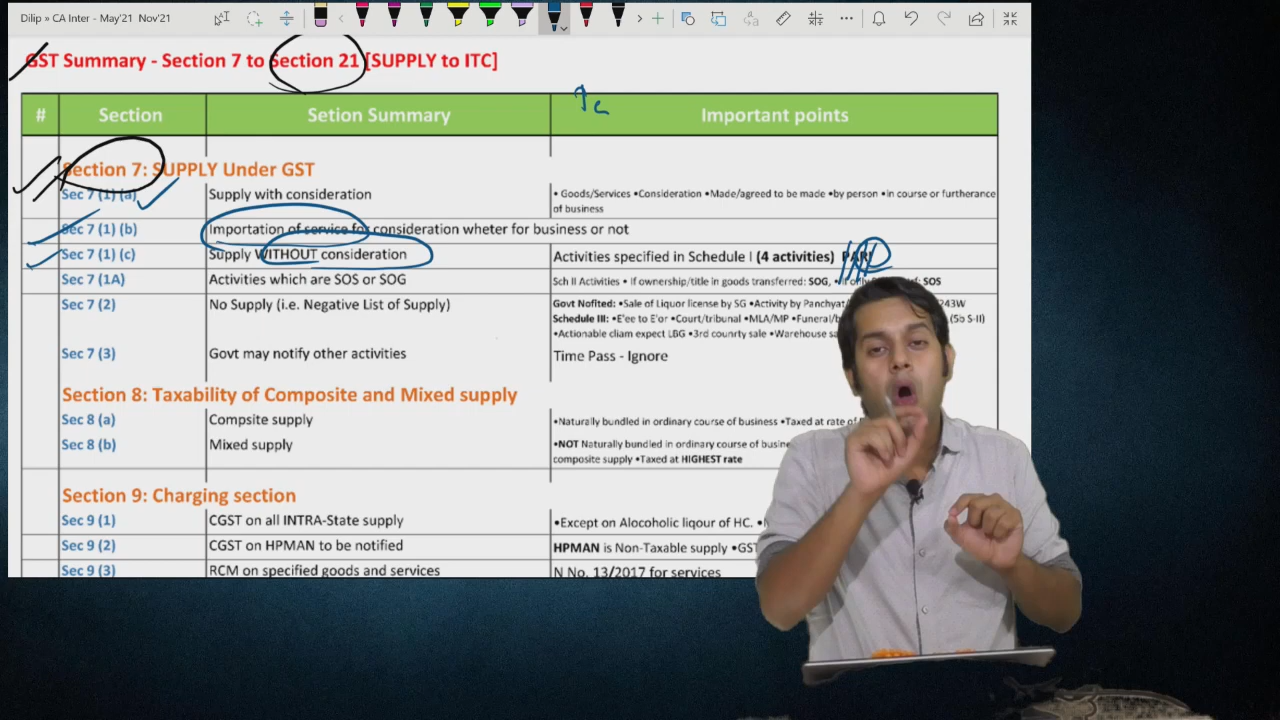 Dilip » CA Inter - May'21 Nov'21
GST Summary - Section 7 to Section 21 [SUPPLY to ITC]
# Section Setion Summary Important points
Section 7: SUPPLY Under GST
Sec 7 (1) (a) Supply with consideration • Goods/Services •Consideration •Made/agreed to be made •by person •in course or furtherance
of business
Sec 7 (1) (b) Importation of service for consideration wheter for business or not
Sec 7 (1) (c) Supply WITHOUT consideration Activities specified in Schedule I (4 activities)
Sec 7 (1A) Activities which are SOS or SOG Sch II Activities • If ownership/title in goods transferred: SOG, SOS
Sec 7 (2) No Supply (i.e. Negative List of Supply) Govt Nofited: •Sale of Liquor license by SG •Activity by Panchyat/ 243W
Schedule III: •E'ee to E'or •Court/tribunal •MLA/MP (5b S-II)
•Actionable cliam expect LBG •3rd counrty sale •Warehouse
Sec 7 (3) Govt may notify other activities Time Pass - Ignore
Section 8: Taxability of Composite and Mixed supply
Sec 8 (a) Compsite supply •Naturally bundled in ordinary course of business •Taxed at rate of
Sec 8 (b) Mixed supply •NOT Naturally bundled in ordinary course of
composite supply •Taxed at HIGHEST rate
Section 9: Charging section
Sec 9 (1) CGST on all INTRA-State supply •Except on Alocoholic liqour of HC.
Sec 9 (2) CGST on HPMAN to be notified HPMAN is Non-Taxable supply •GST
Sec 9 (3) RCM on specified goods and services N No. 13/2017 for services